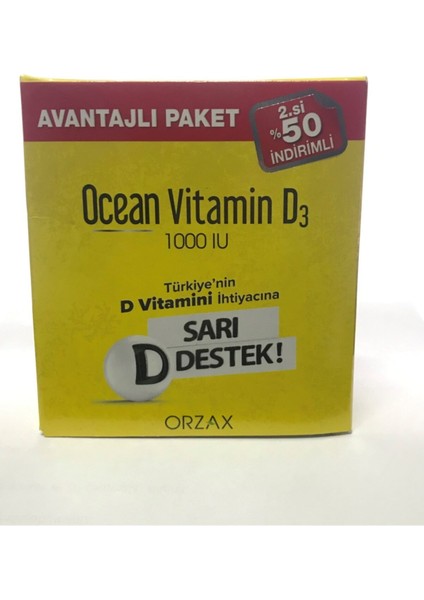 AVANTAJLI PAKET
2.si
%50
İNDİRİMLİ
Ocean Vitamin D3
1000 IU
Türkiye'nin
D Vitamini İhtiyacına
SARI
D DESTEK!
ORZAX